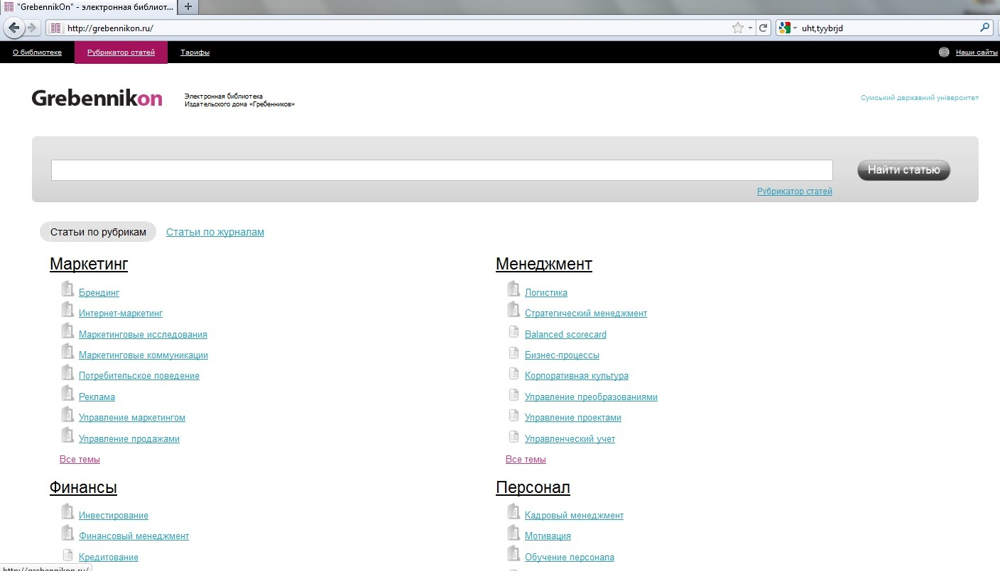 "GrebennikOn" - электронная библиот...
http://grebennikon.ru/
uht,tyybrjd
О библиотеке
Рубрикатор статей
Тарифы
Наши сайты
Grebennikon
Электронная библиотека
Издательского дома «Гребенников»
Сумський державний університет
Найти статью
Рубрикатор статей
Статьи по рубрикам
Статьи по журналам
Маркетинг
Брендинг
Интернет-маркетинг
Маркетинговые исследования
Маркетинговые коммуникации
Потребительское поведение
Реклама
Управление маркетингом
Управление продажами
Все темы
Менеджмент
Логистика
Стратегический менеджмент
Balanced scorecard
Бизнес-процессы
Корпоративная культура
Управление преобразованиями
Управление проектами
Управленческий учет
Все темы
Финансы
Инвестирование
Финансовый менеджмент
Кредитование
Персонал
Кадровый менеджмент
Мотивация
Обучение персонала
http://grebennikon.ru/